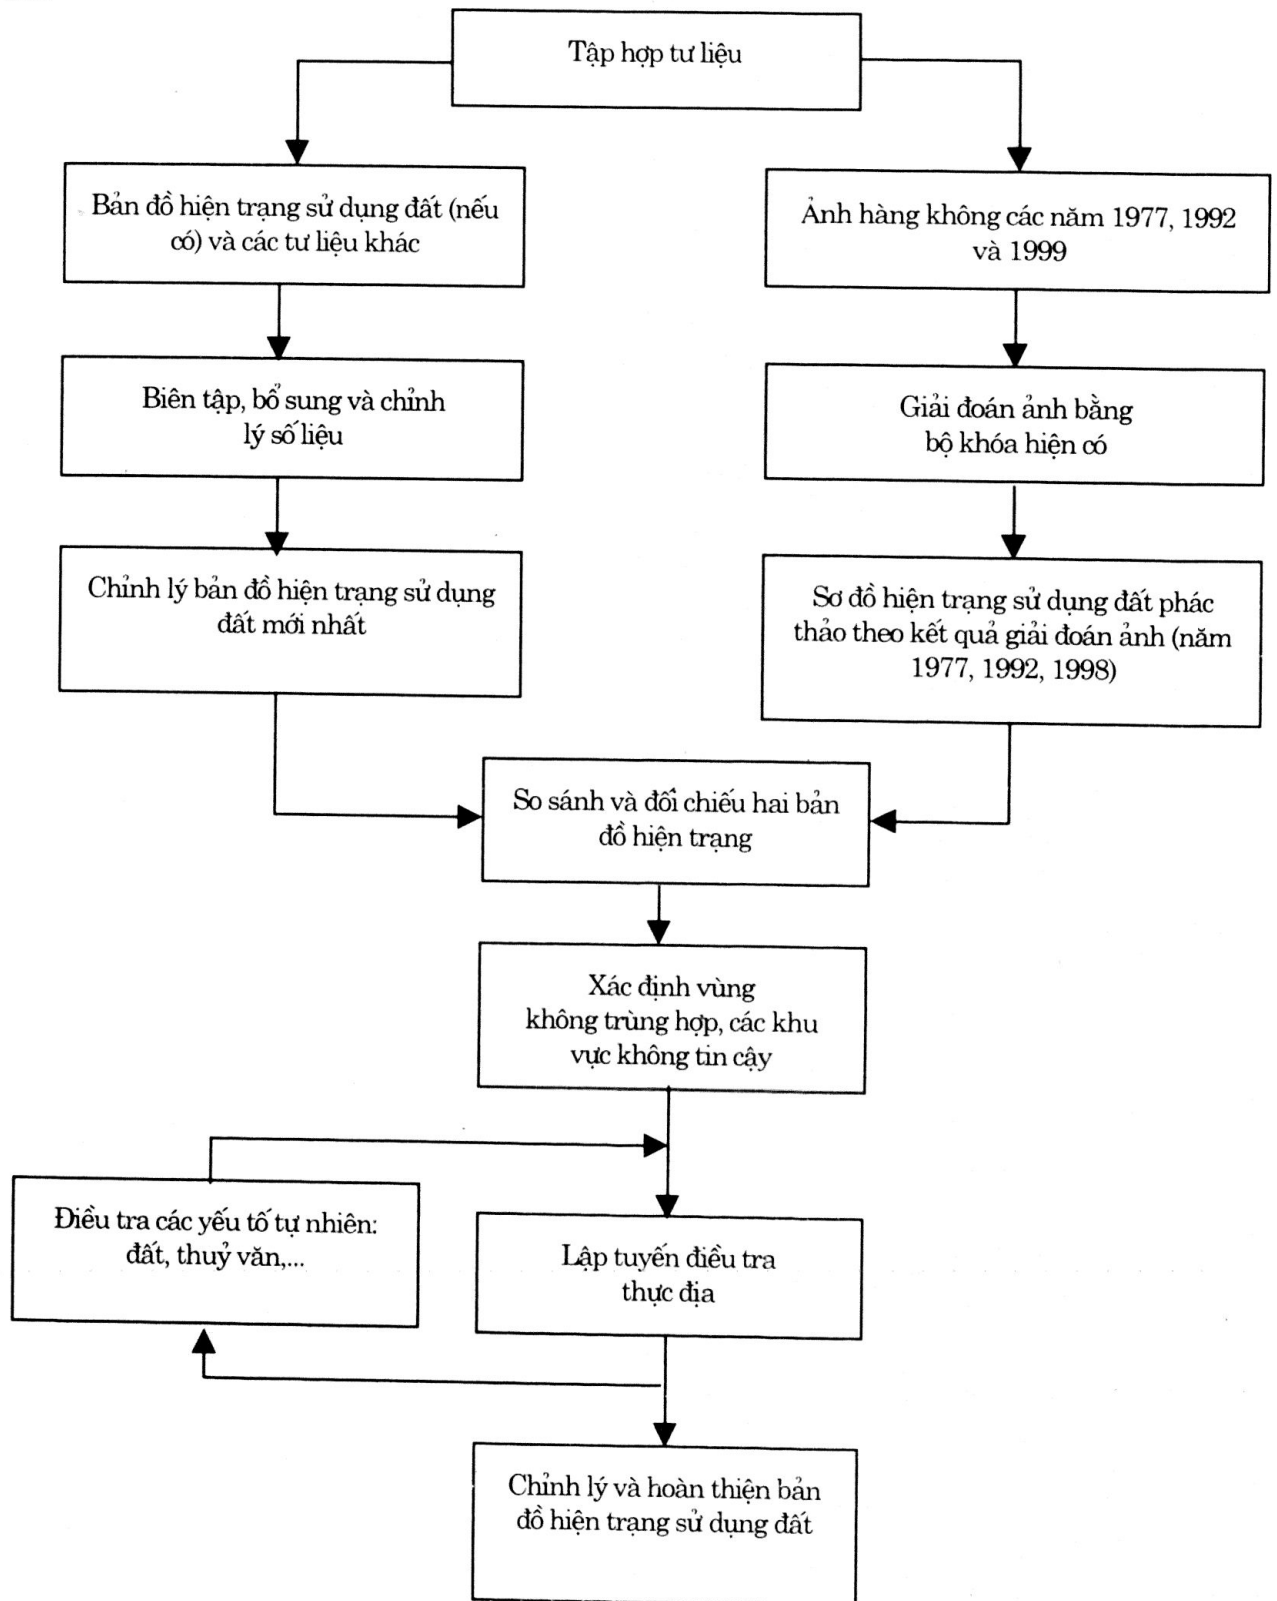 Tập hợp tư liệu
Bản đồ hiện trạng sử dụng đất (nếu
có) và các tư liệu khác
Ảnh hàng không các năm 1977, 1992
và 1999
Biên tập, bổ sung và chỉnh
lý số liệu
Giải đoán ảnh bằng
bộ khóa hiện có
Chỉnh lý bản đồ hiện trạng sử dụng
đất mới nhất
Sơ đồ hiện trạng sử dụng đất phác
thảo theo kết quả giải đoán ảnh (năm
1977, 1992, 1998)
So sánh và đối chiếu hai bản
đồ hiện trạng
Xác định vùng
không trùng hợp, các khu
vực không tin cậy
Điều tra các yếu tố tự nhiên:
đất, thuỷ văn,...
Lập tuyến điều tra
thực địa
Chỉnh lý và hoàn thiện bản
đồ hiện trạng sử dụng đất